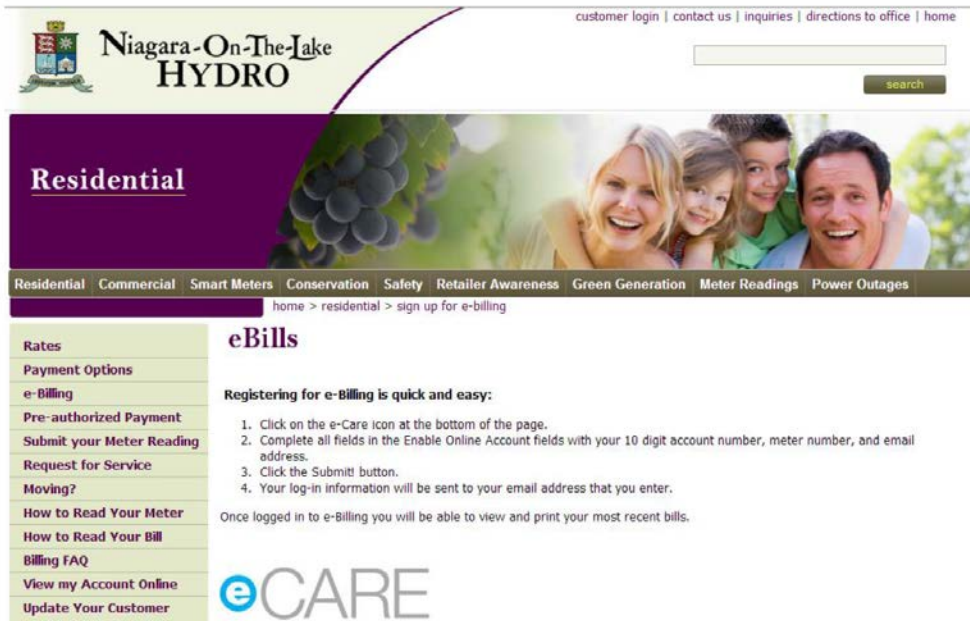 customer login | contact us | inquiries | directions to office | home
Niagara-On-The-Lake
HYDRO
search
Residential
Residential Commercial Smart Meters Conservation Safety Retailer Awareness Green Generation Meter Readings Power Outages
home > residential > sign up for e-billing
Rates
Payment Options
e-Billing
Pre-authorized Payment
Submit your Meter Reading
Request for Service
Moving?
How to Read Your Meter
How to Read Your Bill
Billing FAQ
View my Account Online
Update Your Customer
eBills
Registering for e-Billing is quick and easy:
1. Click on the e-Care icon at the bottom of the page.
2. Complete all fields in the Enable Online Account fields with your 10 digit account number, meter number, and email
address.
3. Click the Submit! button.
4. Your log-in information will be sent to your email address that you enter.
Once logged in to e-Billing you will be able to view and print your most recent bills.
eCARE